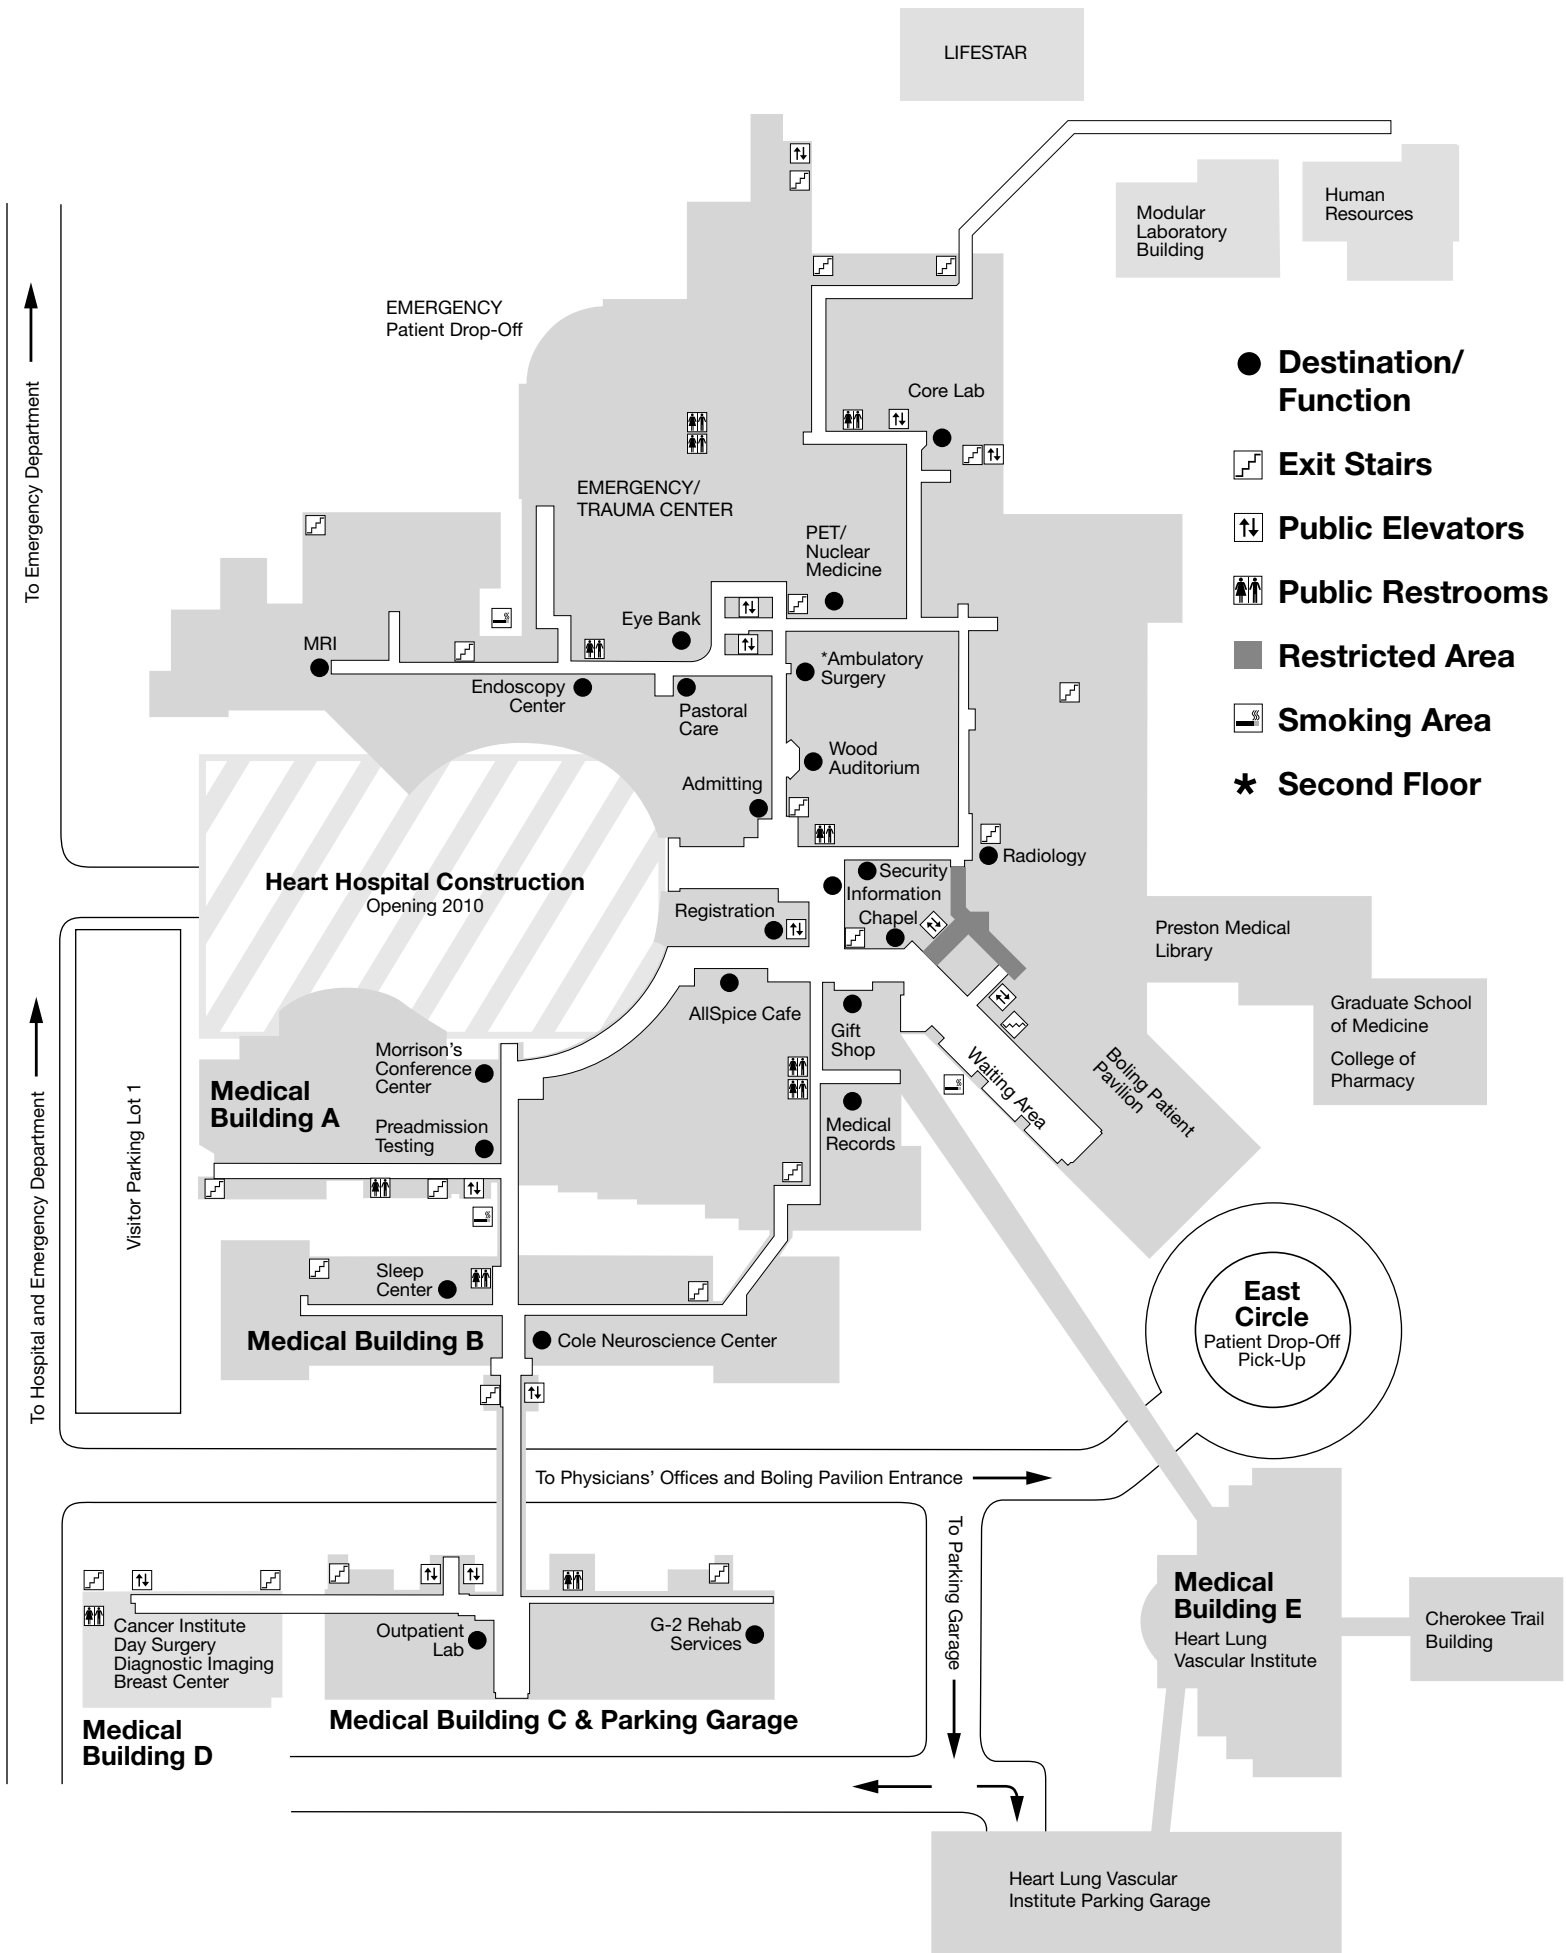 LIFESTAR
Modular
Laboratory
Building
Human
Resources
EMERGENCY
Patient Drop-Off
To Emergency Department
Core Lab
EMERGENCY/
TRAUMA CENTER
PET/
Nuclear
Medicine
Eye Bank
MRI
*Ambulatory
Surgery
Endoscopy
Center
Pastoral
Care
Wood
Auditorium
Admitting
Destination/
Function
Exit Stairs
Public Elevators
Public Restrooms
Restricted Area
Smoking Area
* Second Floor
Heart Hospital Construction
Opening 2010
Radiology
Security
Information
Chapel
Registration
Preston Medical
Library
Graduate School
of Medicine
College of
Pharmacy
AllSpice Cafe
Gift
Shop
Waiting Area
Boling Patient
Pavilion
Medical
Records
Morrison's
Conference
Center
Medical
Building A
Preadmission
Testing
Visitor Parking Lot 1
To Hospital and Emergency Department
Sleep
Center
Medical Building B
Cole Neuroscience Center
East
Circle
Patient Drop-Off
Pick-Up
To Physicians' Offices and Boling Pavilion Entrance
To Parking Garage
Cancer Institute
Day Surgery
Diagnostic Imaging
Breast Center
Outpatient
Lab
G-2 Rehab
Services
Medical
Building D
Medical Building C & Parking Garage
Medical
Building E
Heart Lung
Vascular Institute
Cherokee Trail
Building
Heart Lung Vascular
Institute Parking Garage